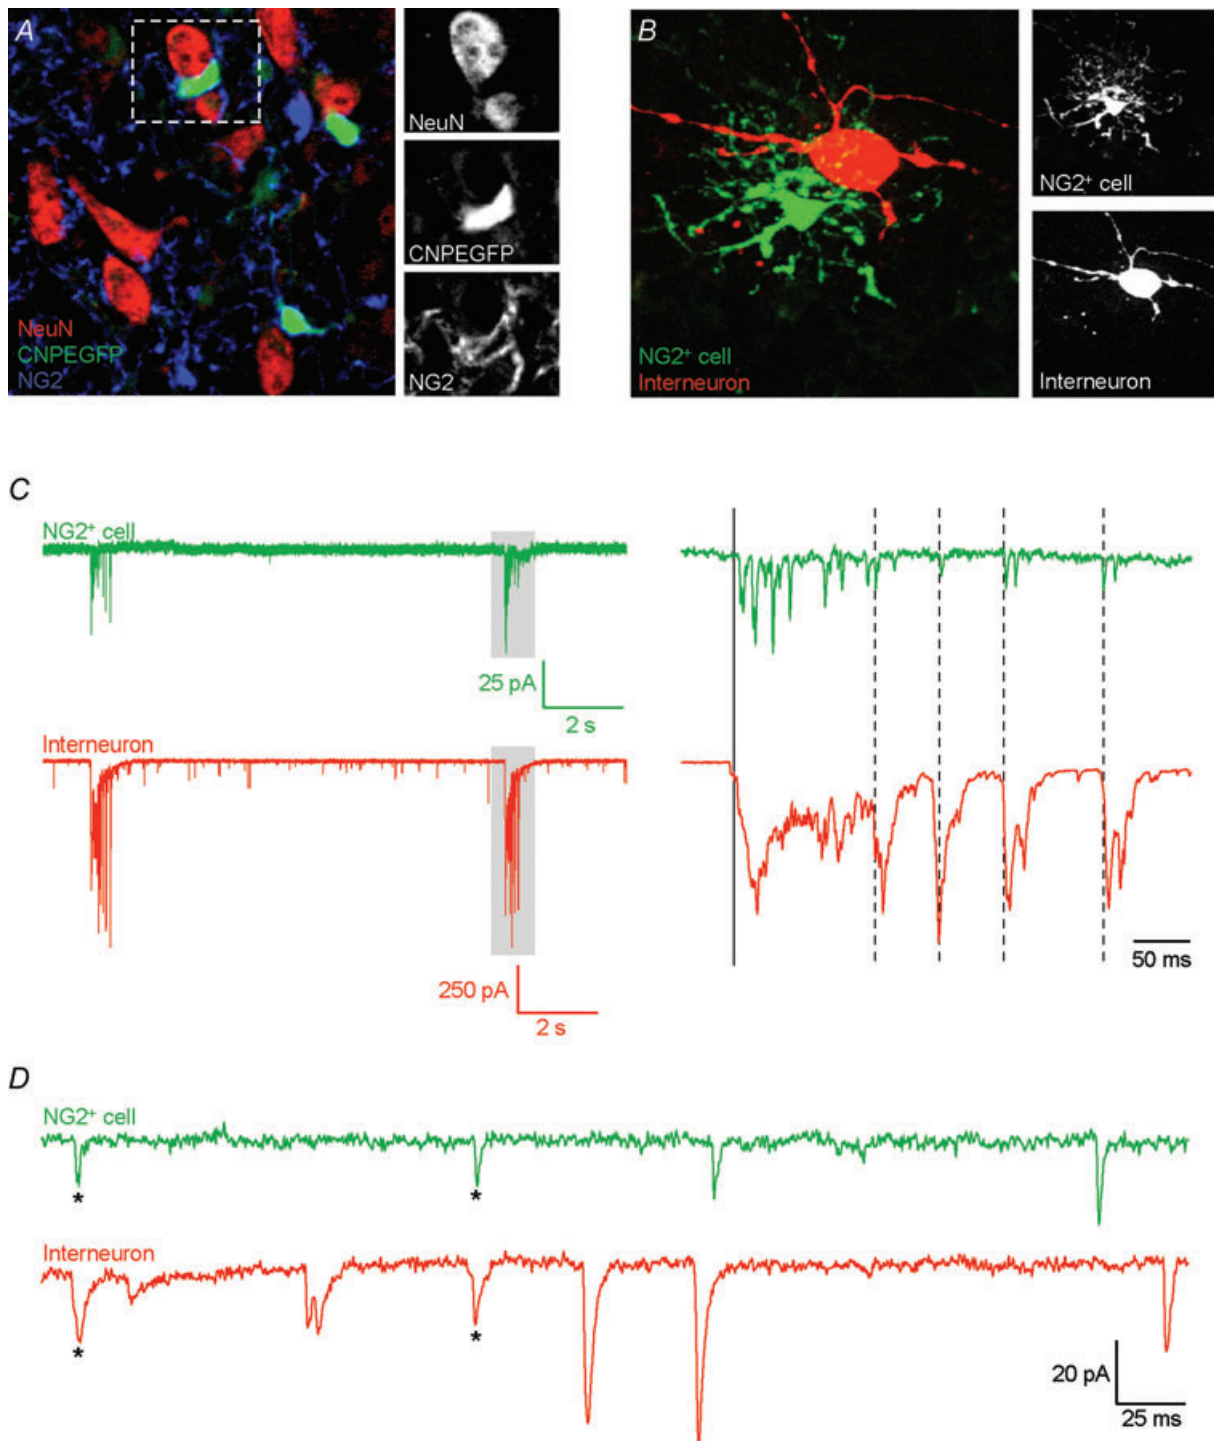 A
NeuN
CNPEGFP
NG2
NeuN
CNPEGFP
NG2
B
NG2⁺ cell
Interneuron
NG2⁺ cell
Interneuron
C
NG2⁺ cell
25 pA
2 s
Interneuron
250 pA
2 s
50 ms
D
NG2⁺ cell
*
*
Interneuron
*
*
20 pA
25 ms